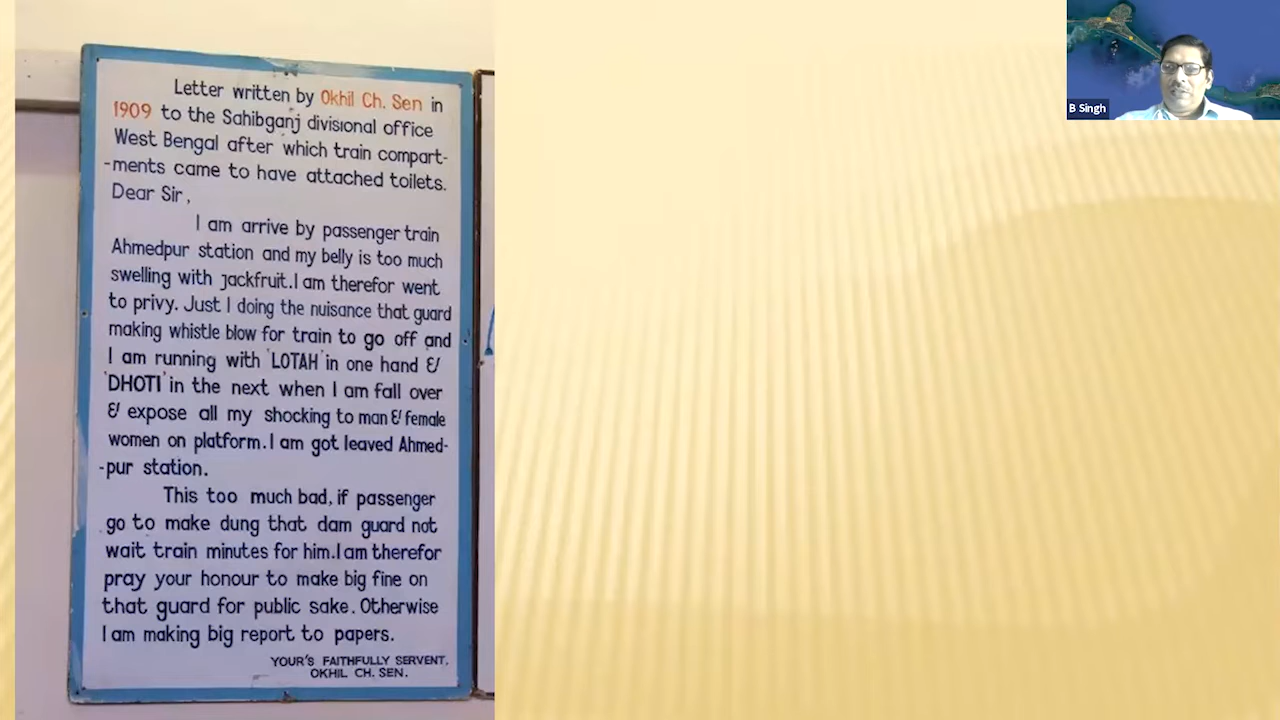 Letter written by Okhil Ch. Sen in
1909 to the Sahibganj divisional office
West Bengal after which train compart-
-ments came to have attached toilets.
Dear Sir,
I am arrive by passenger train
Ahmedpur station and my belly is too much
swelling with jackfruit. I am therefor went
to privy. Just I doing the nuisance that guard
making whistle blow for train to go off and
I am running with 'LOTAH' in one hand &
'DHOTI' in the next when I am fall over
& expose all my shocking to man & female
women on platform. I am got leaved Ahmed-
-pur station.
This too much bad, if passenger
go to make dung that dam guard not
wait train minutes for him. I am therefor
pray your honour to make big fine on
that guard for public sake. Otherwise
I am making big report to papers.
YOUR'S FAITHFULLY SERVENT,
OKHIL CH. SEN.
B Singh